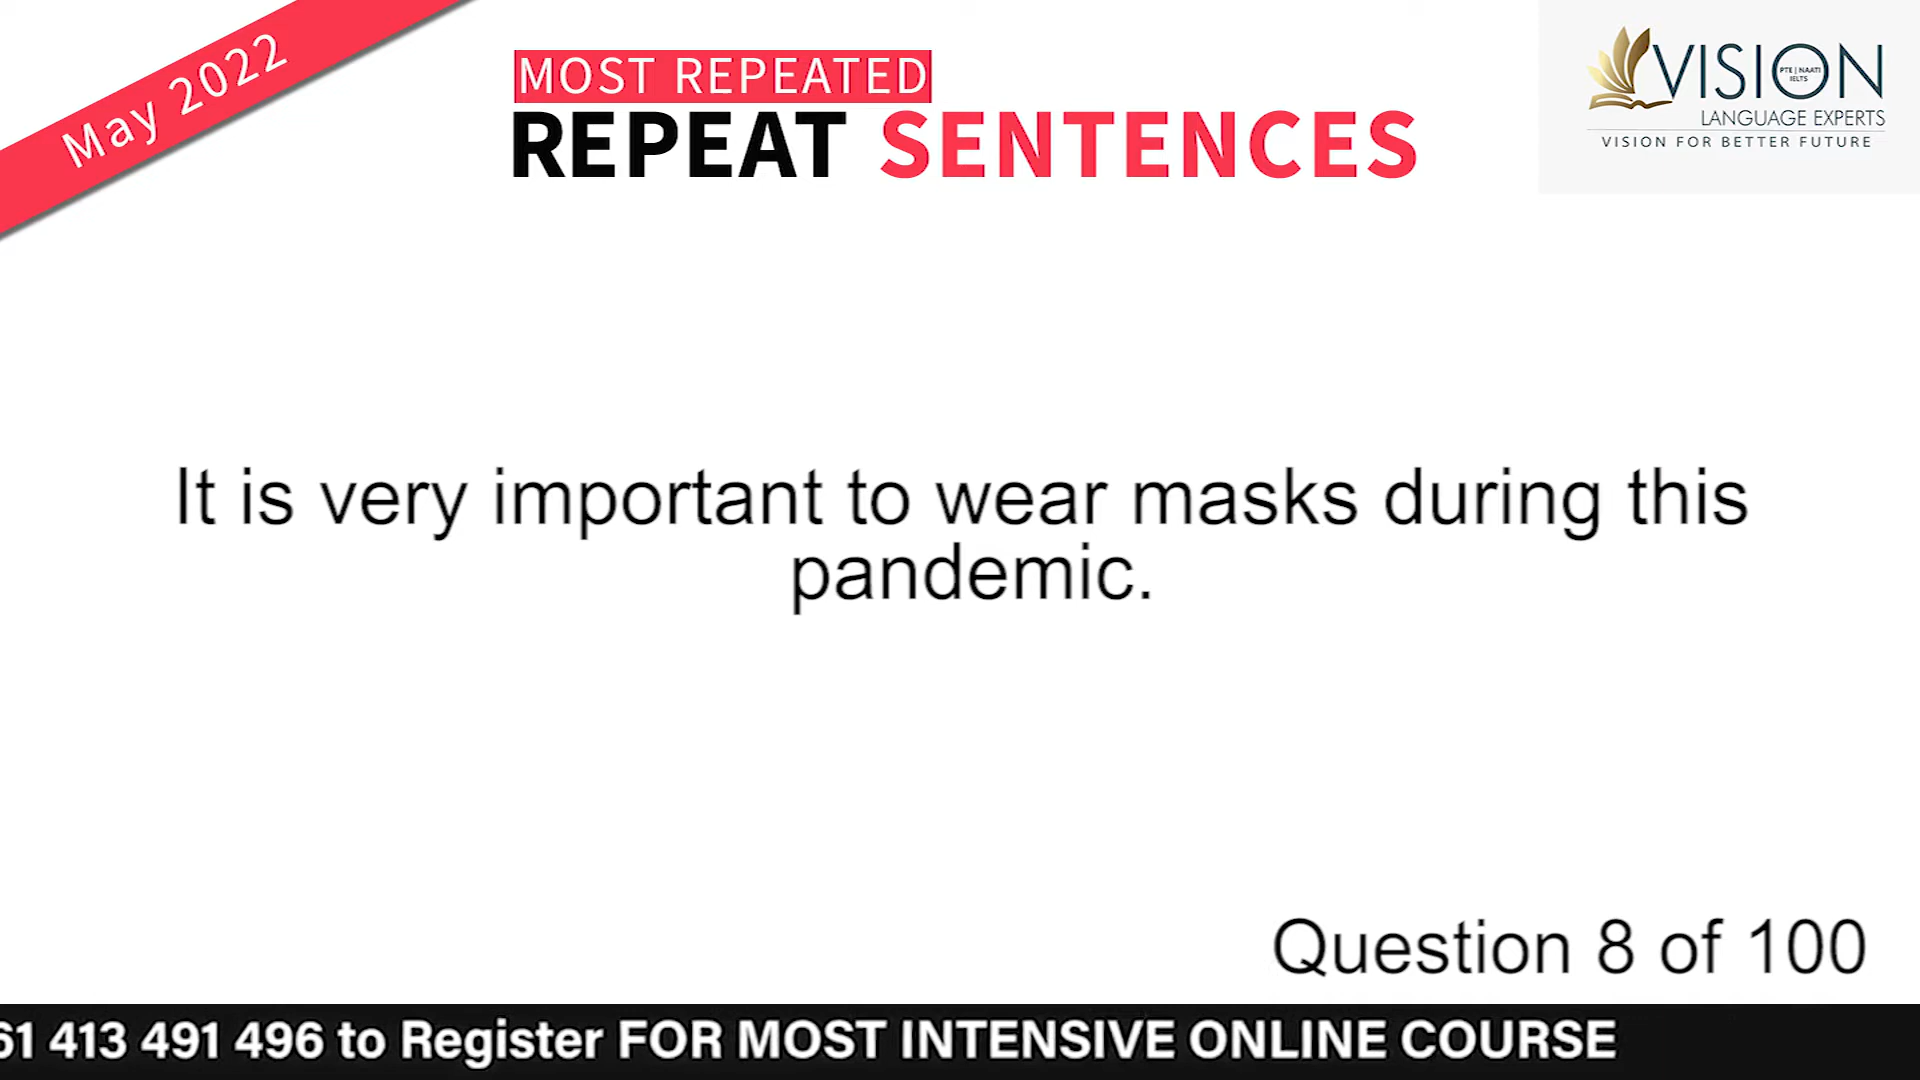 May 2022
MOST REPEATED
REPEAT SENTENCES
VISION
PTE | NAATI
IELTS
LANGUAGE EXPERTS
VISION FOR BETTER FUTURE
It is very important to wear masks during this
pandemic.
Question 8 of 100
61 413 491 496 to Register FOR MOST INTENSIVE ONLINE COURSE